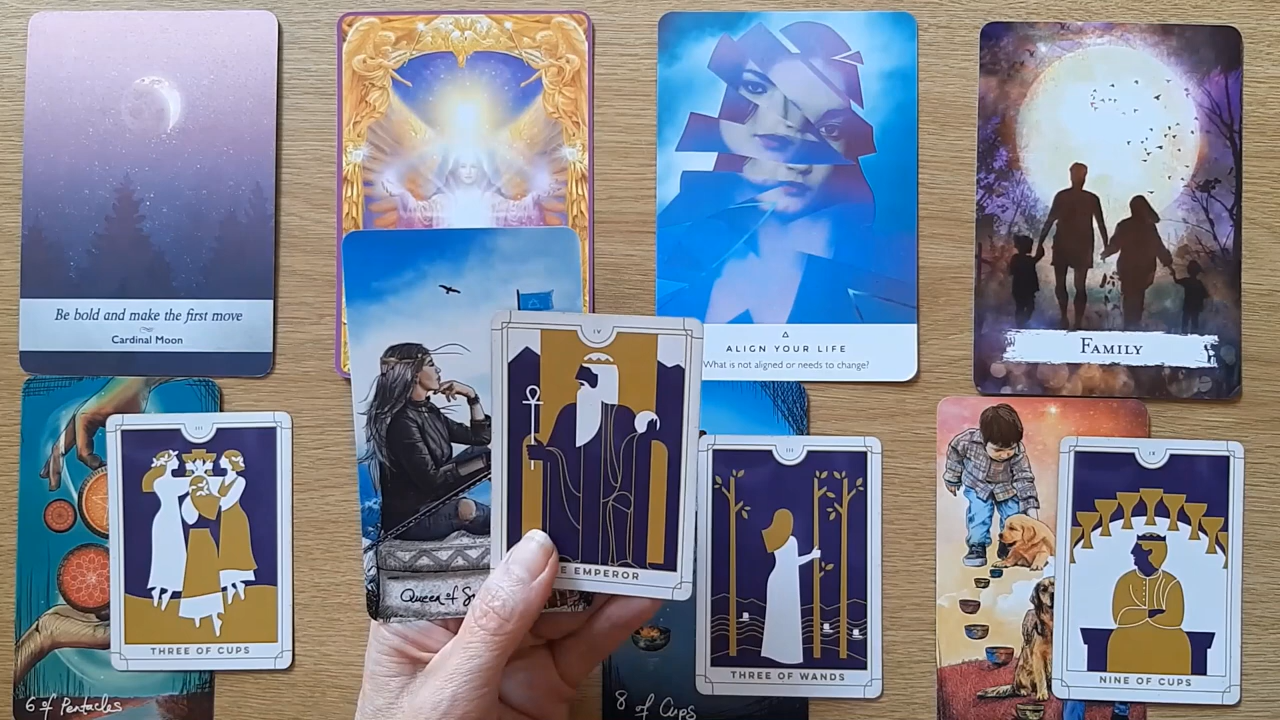 Be bold and make the first move
Cardinal Moon
ALIGN YOUR LIFE
What is not aligned or needs to change?
FAMILY
III
THREE OF CUPS
6 of Pentacles
Queen of
IV
EMPEROR
III
THREE OF WANDS
8 of Cups
IX
NINE OF CUPS